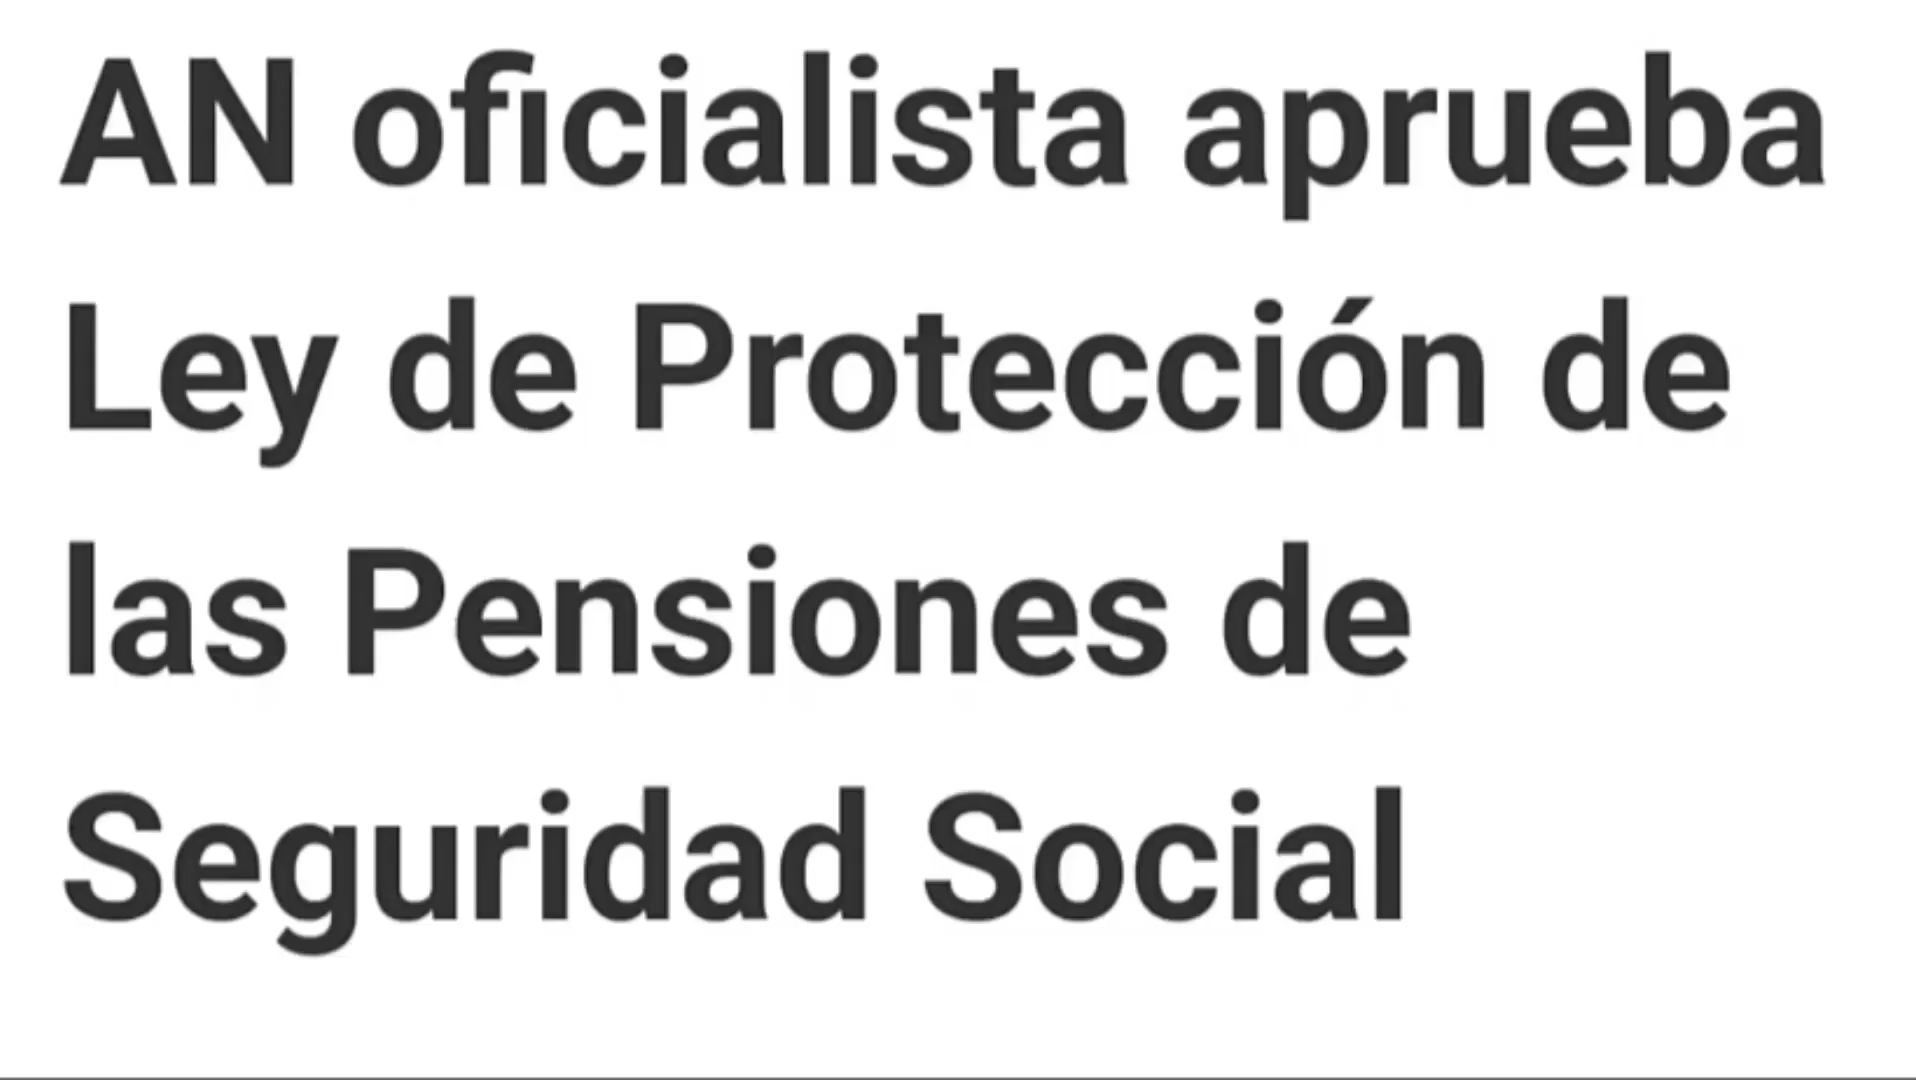 AN oficialista aprueba
Ley de Protección de
las Pensiones de
Seguridad Social